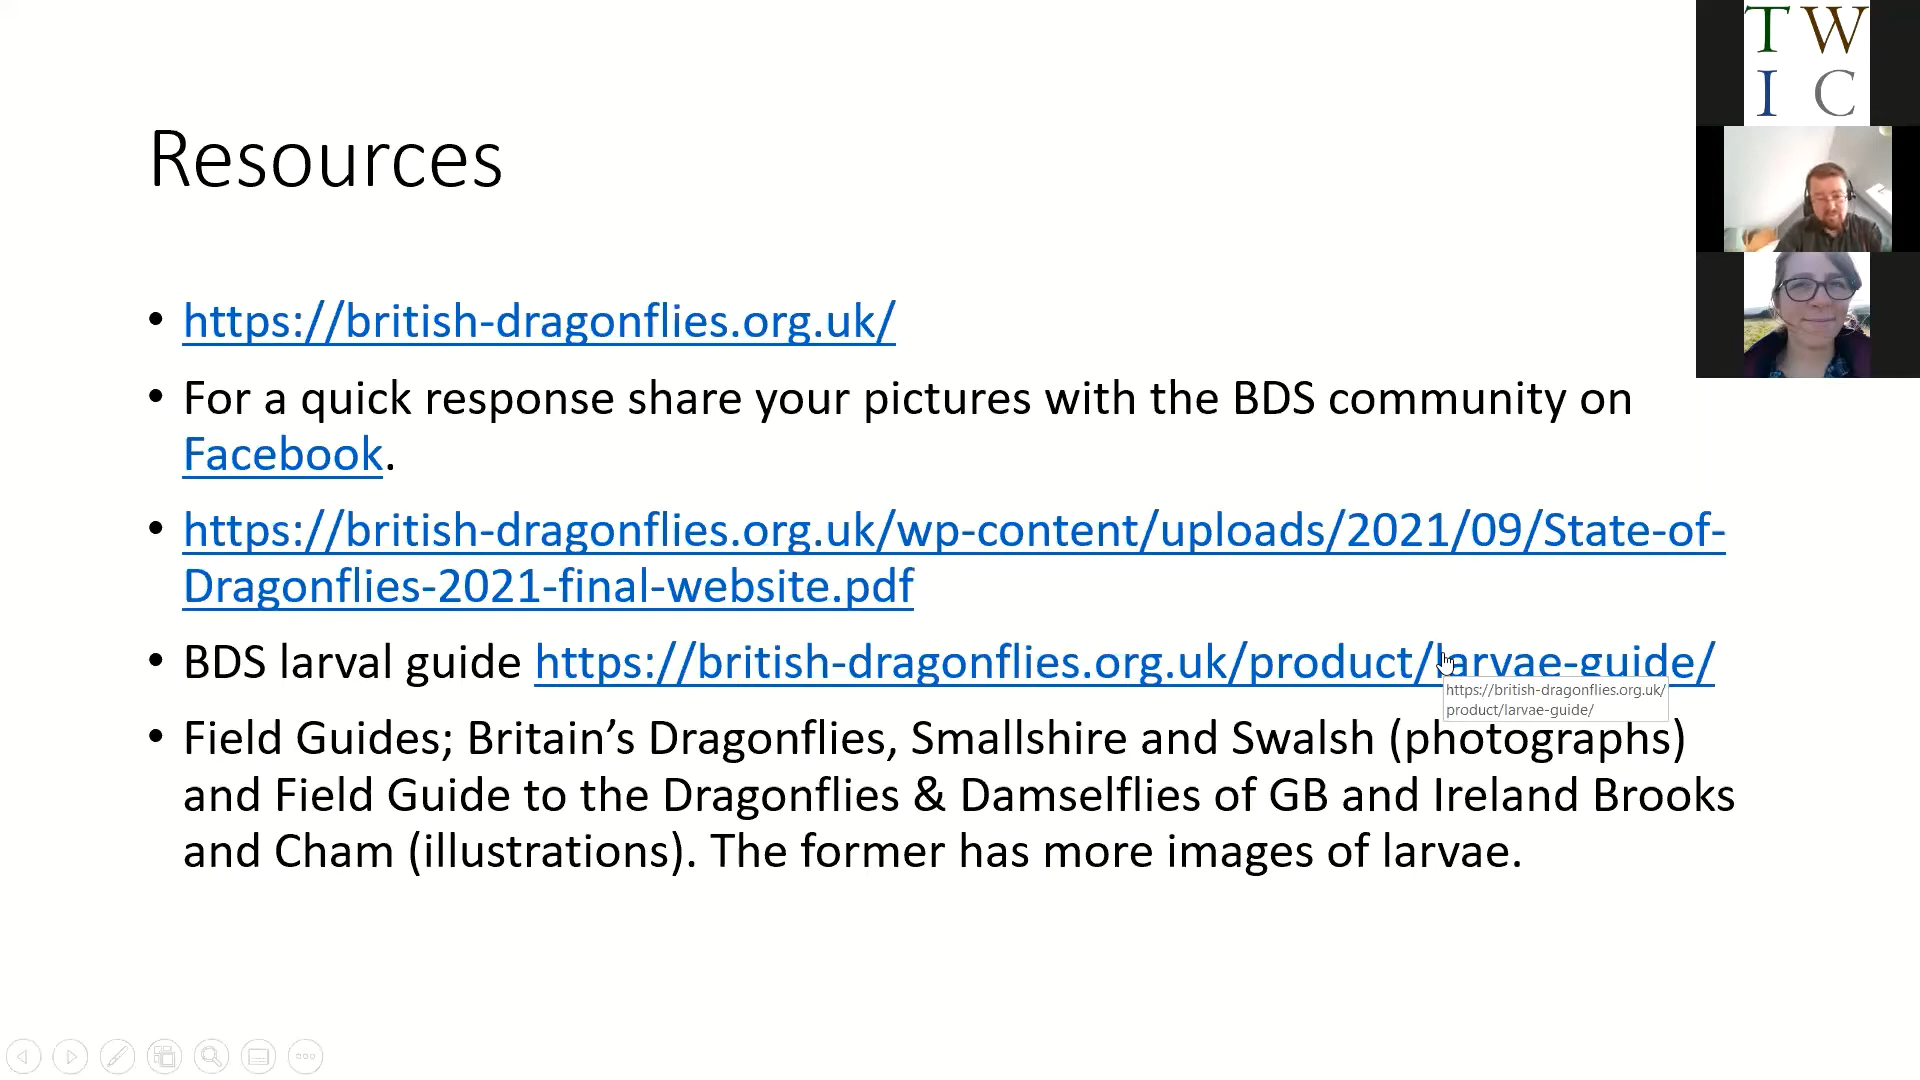 T W
I C
Resources
• https://british-dragonflies.org.uk/
• For a quick response share your pictures with the BDS community on
Facebook.
• https://british-dragonflies.org.uk/wp-content/uploads/2021/09/State-of-
Dragonflies-2021-final-website.pdf
• BDS larval guide https://british-dragonflies.org.uk/product/larvae-guide/
https://british-dragonflies.org.uk/
product/larvae-guide/
• Field Guides; Britain’s Dragonflies, Smallshire and Swalsh (photographs)
and Field Guide to the Dragonflies & Damselflies of GB and Ireland Brooks
and Cham (illustrations). The former has more images of larvae.